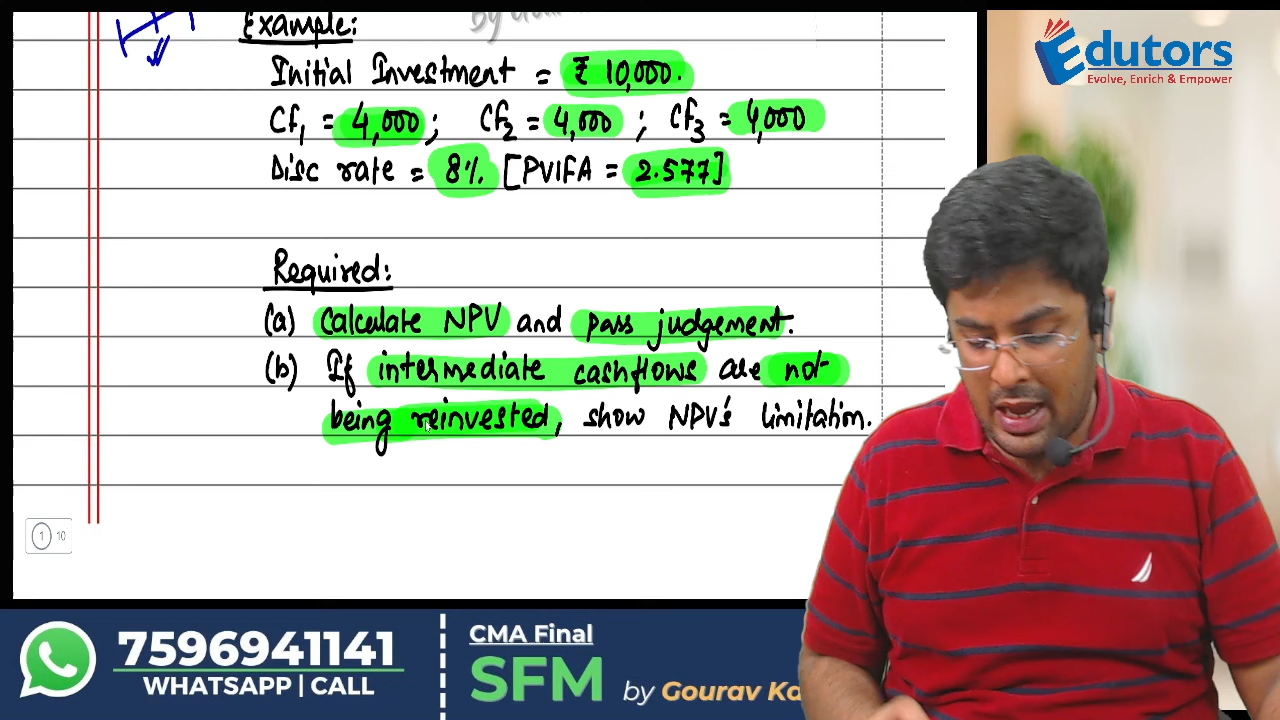 Example:
Initial Investment = ₹ 10,000.
Cf1 = 4,000; Cf2 = 4,000; Cf3 = 4,000
Disc rate = 8% [PVIFA = 2.577]
Required:
(a) Calculate NPV and pass judgement.
(b) If intermediate cashflows are not
being reinvested, show NPV's limitation.
1 10
Edutors
Evolve, Enrich & Empower
7596941141
WHATSAPP | CALL
CMA Final
SFM by Gourav